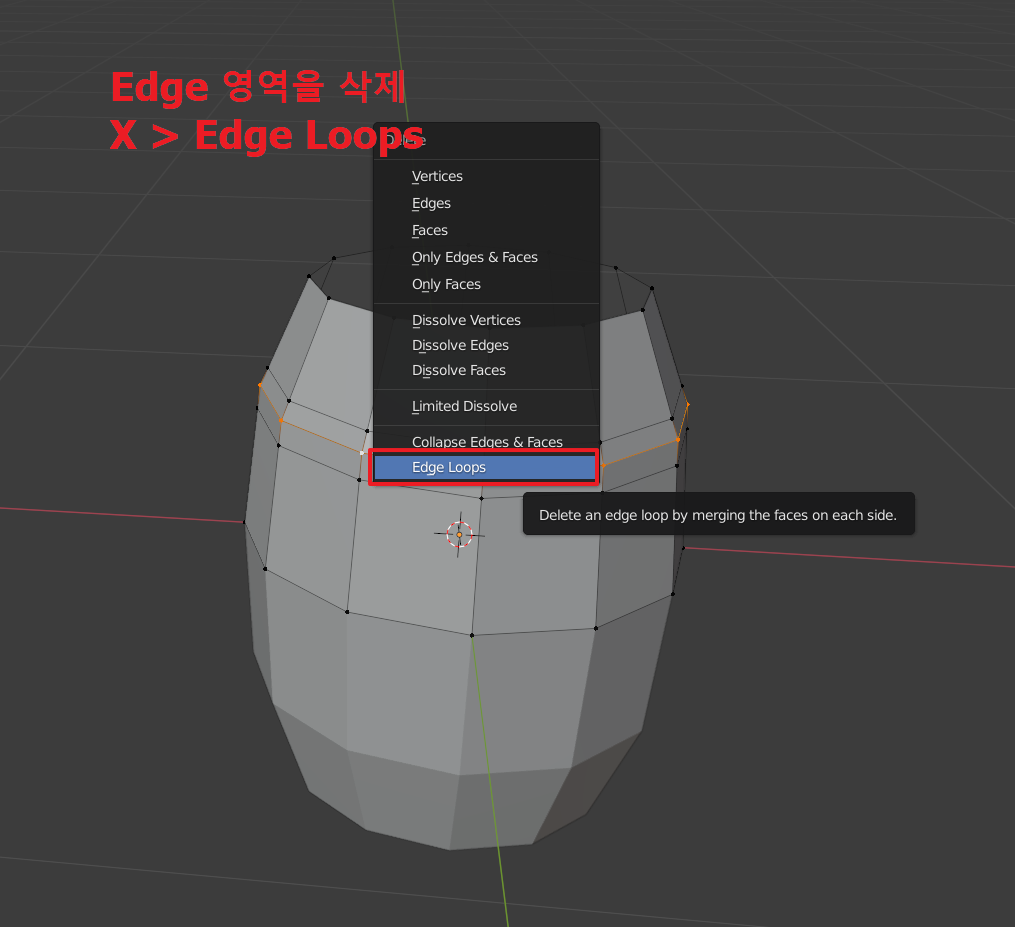 Edge 영역을 삭제
X > Edge Loops
Delete
Vertices
Edges
Faces
Only Edges & Faces
Only Faces
Dissolve Vertices
Dissolve Edges
Dissolve Faces
Limited Dissolve
Collapse Edges & Faces
Edge Loops
Delete an edge loop by merging the faces on each side.